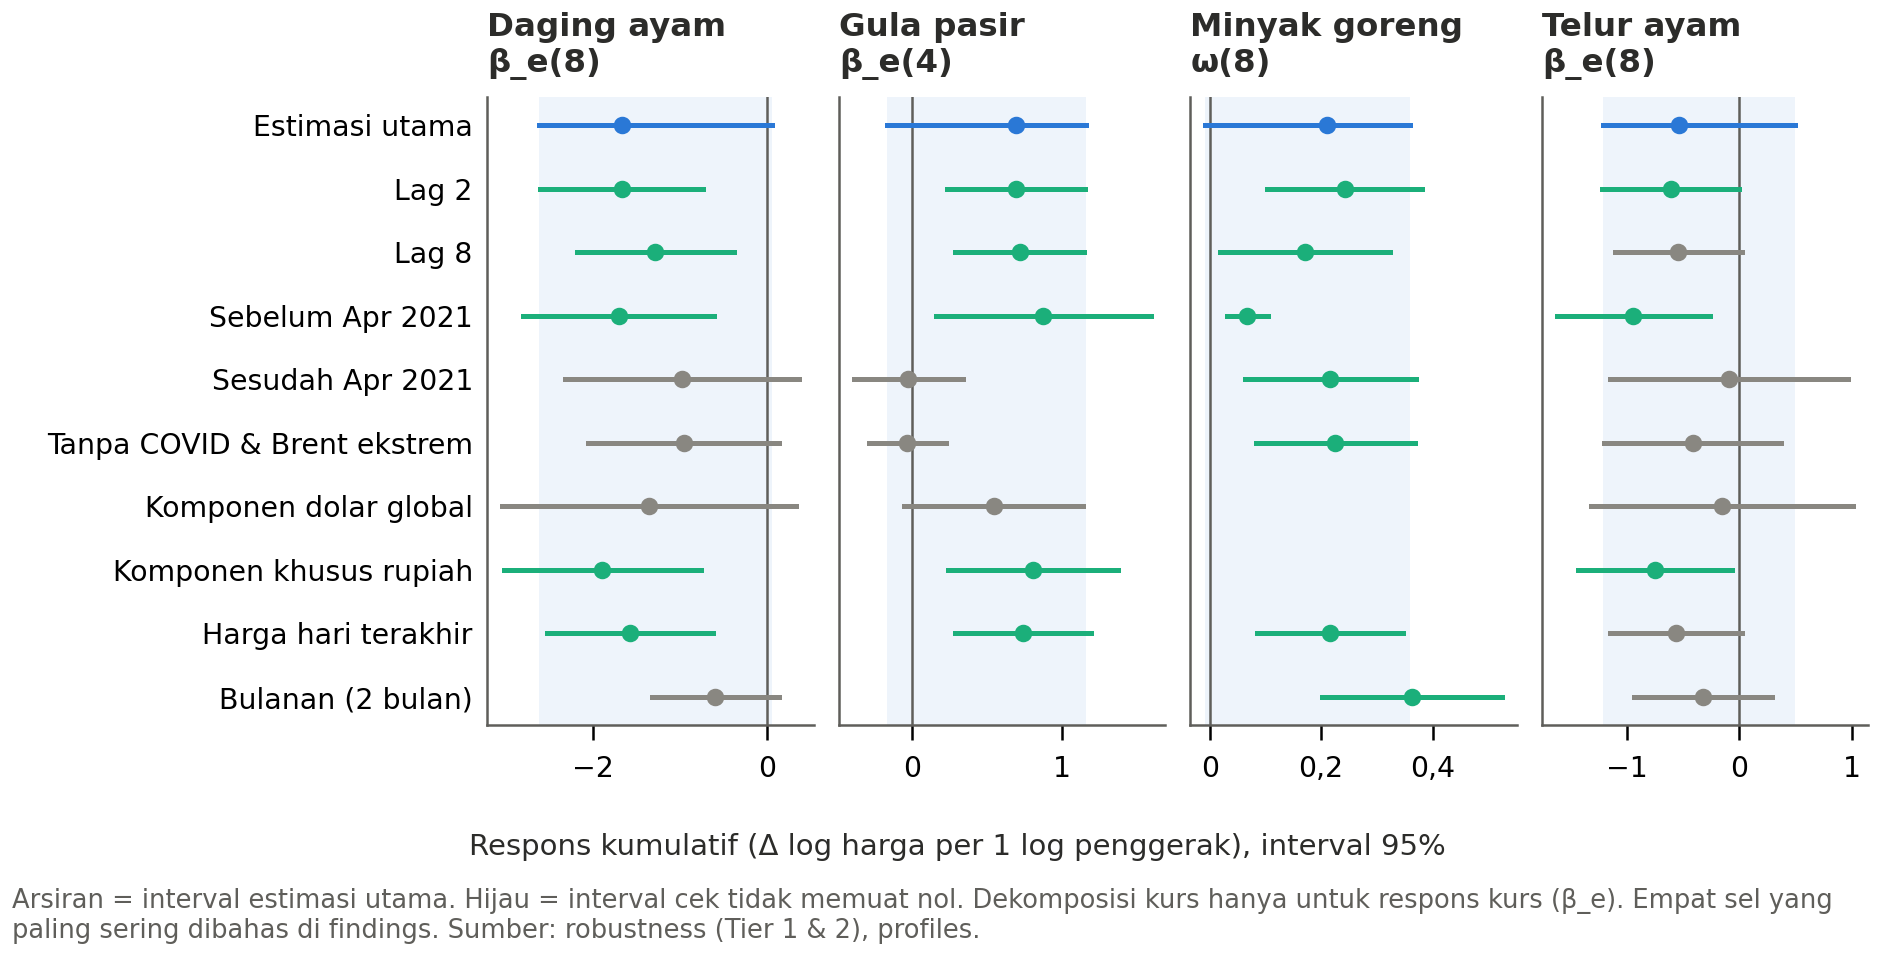 Daging ayam
β_e(8)
Gula pasir
β_e(4)
Minyak goreng
ω(8)
Telur ayam
β_e(8)
Estimasi utama
Lag 2
Lag 8
Sebelum Apr 2021
Sesudah Apr 2021
Tanpa COVID & Brent ekstrem
Komponen dolar global
Komponen khusus rupiah
Harga hari terakhir
Bulanan (2 bulan)
−2 0
0 1
0 0,2 0,4
−1 0 1
Respons kumulatif (Δ log harga per 1 log penggerak), interval 95%
Arsiran = interval estimasi utama. Hijau = interval cek tidak memuat nol. Dekomposisi kurs hanya untuk respons kurs (β_e). Empat sel yang
paling sering dibahas di findings. Sumber: robustness (Tier 1 & 2), profiles.